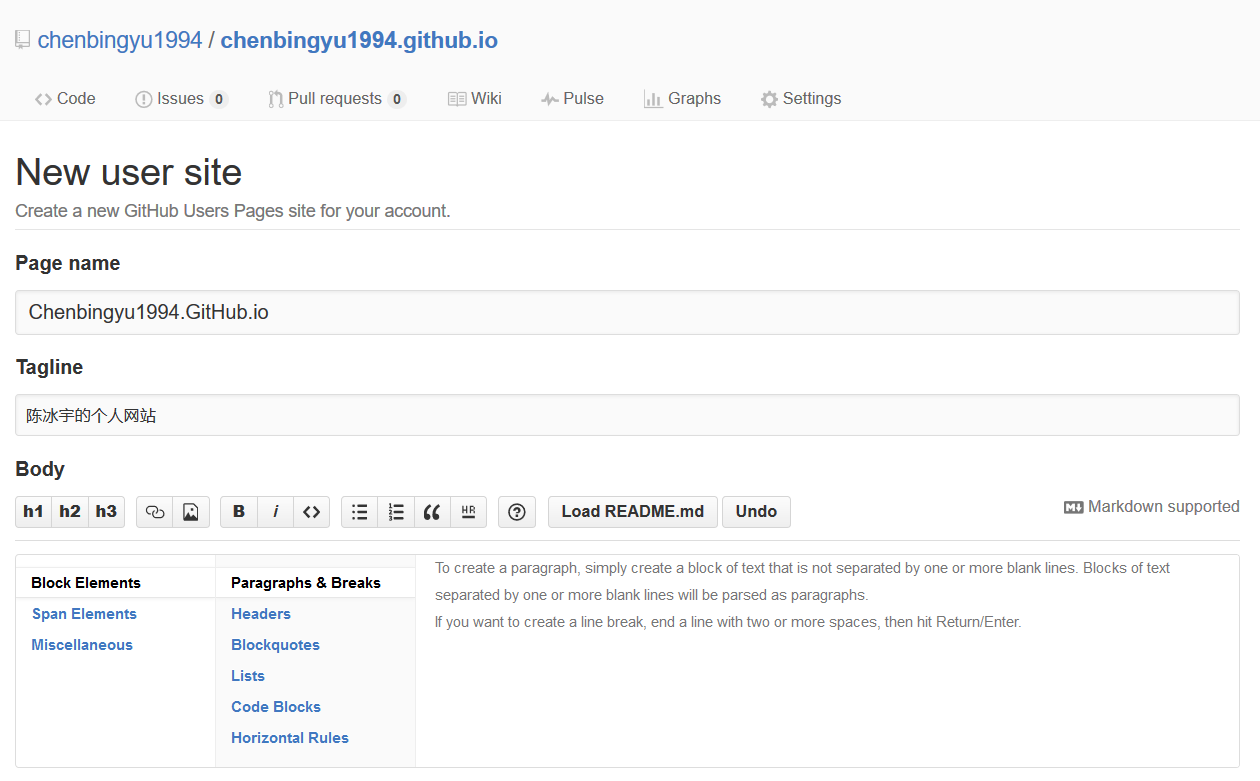 chenbingyu1994 / chenbingyu1994.github.io
Code Issues 0 Pull requests 0 Wiki Pulse Graphs Settings
New user site
Create a new GitHub Users Pages site for your account.
Page name
Chenbingyu1994.GitHub.io
Tagline
陈冰宇的个人网站
Body
h1 h2 h3 B i <> HR Load README.md Undo Markdown supported
Block Elements
Span Elements
Miscellaneous
Paragraphs & Breaks
Headers
Blockquotes
Lists
Code Blocks
Horizontal Rules
To create a paragraph, simply create a block of text that is not separated by one or more blank lines. Blocks of text
separated by one or more blank lines will be parsed as paragraphs.
If you want to create a line break, end a line with two or more spaces, then hit Return/Enter.